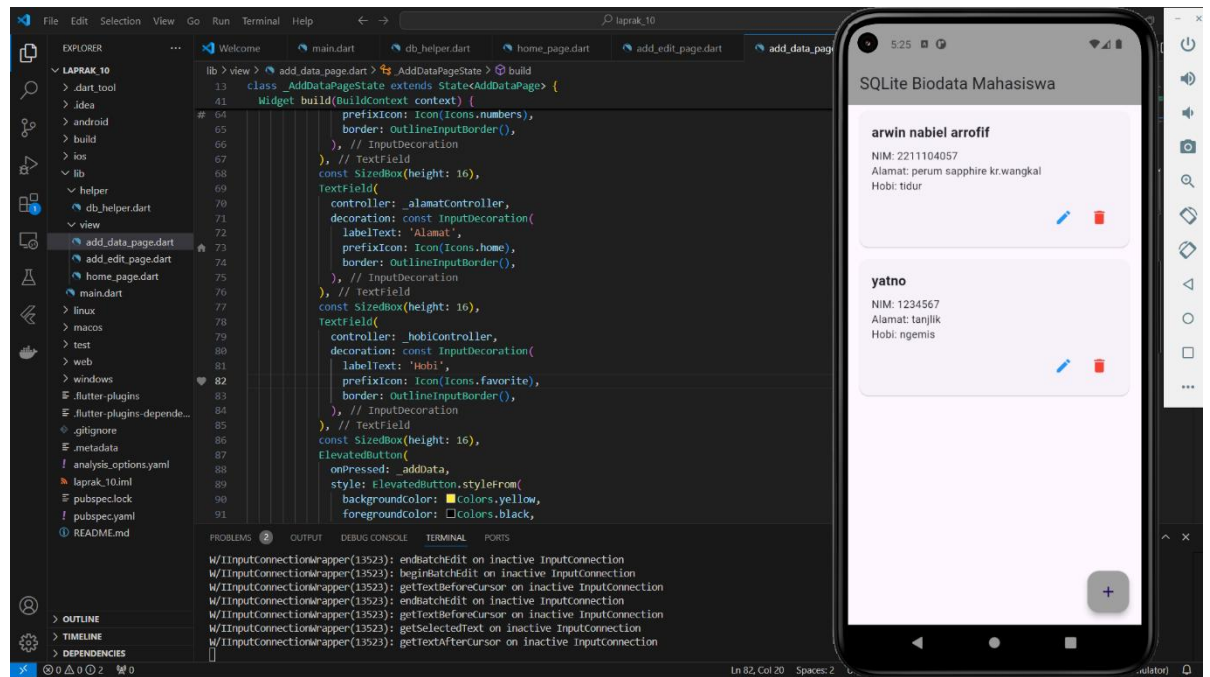 File Edit Selection View Go Run Terminal Help
laprak_10
EXPLORER
LAPRAK_10
.dart_tool
.idea
android
build
ios
lib
helper
db_helper.dart
view
add_data_page.dart
add_edit_page.dart
home_page.dart
main.dart
linux
macos
test
web
windows
.flutter-plugins
.flutter-plugins-depende...
.gitignore
.metadata
analysis_options.yaml
laprak_10.iml
pubspec.lock
pubspec.yaml
README.md
OUTLINE
TIMELINE
DEPENDENCIES
Welcome main.dart db_helper.dart home_page.dart add_edit_page.dart add_data_page
lib > view > add_data_page.dart > _AddDataPageState > build
13 class _AddDataPageState extends State<AddDataPage> {
41 Widget build(BuildContext context) {
64 prefixIcon: Icon(Icons.numbers),
65 border: OutlineInputBorder(),
66 ), // InputDecoration
67 ), // TextField
68 const SizedBox(height: 16),
69 TextField(
70 controller: _alamatController,
71 decoration: const InputDecoration(
72 labelText: 'Alamat',
73 prefixIcon: Icon(Icons.home),
74 border: OutlineInputBorder(),
75 ), // InputDecoration
76 ), // TextField
77 const SizedBox(height: 16),
78 TextField(
79 controller: _hobiController,
80 decoration: const InputDecoration(
81 labelText: 'Hobi',
82 prefixIcon: Icon(Icons.favorite),
83 border: OutlineInputBorder(),
84 ), // InputDecoration
85 ), // TextField
86 const SizedBox(height: 16),
87 ElevatedButton(
88 onPressed: _addData,
89 style: ElevatedButton.styleFrom(
90 backgroundColor: Colors.yellow,
91 foregroundColor: Colors.black,
PROBLEMS 2 OUTPUT DEBUG CONSOLE TERMINAL PORTS
W/IInputConnectionWrapper(13523): endBatchEdit on inactive InputConnection
W/IInputConnectionWrapper(13523): beginBatchEdit on inactive InputConnection
W/IInputConnectionWrapper(13523): getTextBeforeCursor on inactive InputConnection
W/IInputConnectionWrapper(13523): endBatchEdit on inactive InputConnection
W/IInputConnectionWrapper(13523): getTextBeforeCursor on inactive InputConnection
W/IInputConnectionWrapper(13523): getSelectedText on inactive InputConnection
W/IInputConnectionWrapper(13523): getTextAfterCursor on inactive InputConnection
0 0 2 0
Ln 82, Col 20 Spaces: 2
5:25
SQLite Biodata Mahasiswa
arwin nabiel arrofif
NIM: 2211104057
Alamat: perum sapphire kr.wangkal
Hobi: tidur
yatno
NIM: 1234567
Alamat: tanjlik
Hobi: ngemis
+